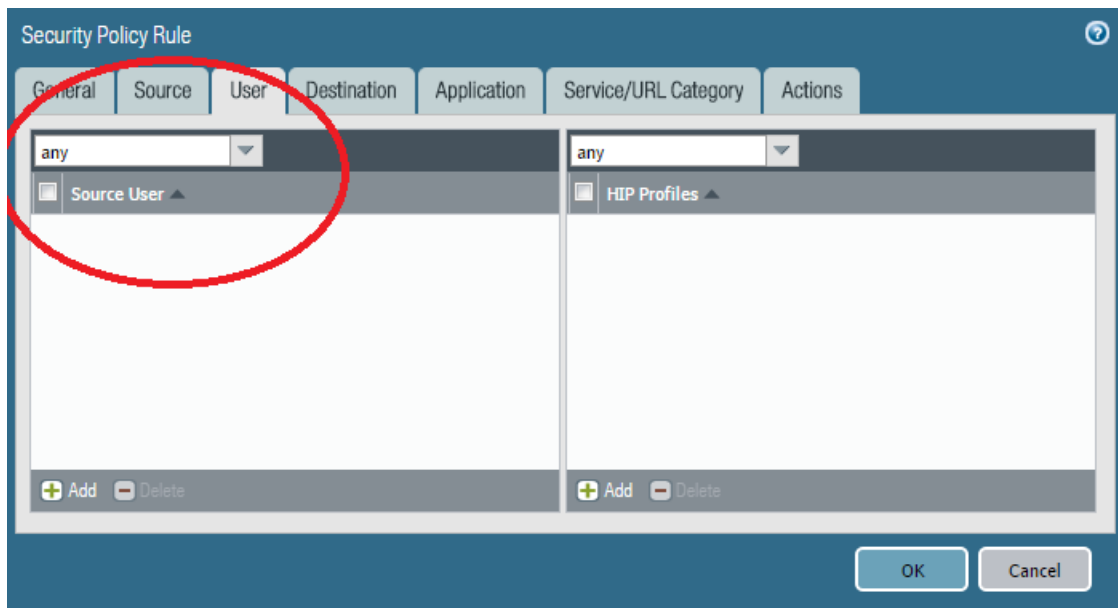 Security Policy Rule
General Source User Destination Application Service/URL Category Actions
any any
Source User HIP Profiles
Add Delete Add Delete
OK Cancel